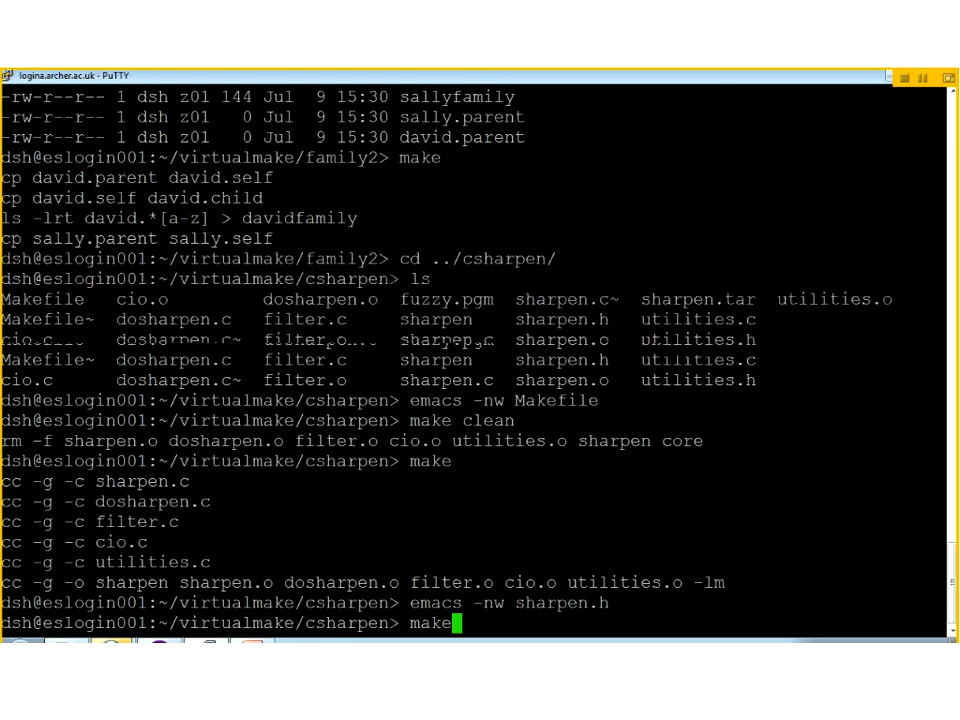 logina.archer.ac.uk - PuTTY
-rw-r--r-- 1 dsh z01 144 Jul  9 15:30 sallyfamily
-rw-r--r-- 1 dsh z01   0 Jul  9 15:30 sally.parent
-rw-r--r-- 1 dsh z01   0 Jul  9 15:30 david.parent
dsh@eslogin001:~/virtualmake/family2> make
cp david.parent david.self
cp david.self david.child
ls -lrt david.*[a-z] > davidfamily
cp sally.parent sally.self
dsh@eslogin001:~/virtualmake/family2> cd ../csharpen/
dsh@eslogin001:~/virtualmake/csharpen> ls
Makefile   cio.o        dosharpen.o  fuzzy.pgm  sharpen.c~  sharpen.tar  utilities.o
Makefile~  dosharpen.c  filter.c     sharpen    sharpen.h   utilities.c
dosharpen.c~ sharpen.o utilities.h
Makefile~  dosharpen.c  filter.c     sharpen    sharpen.h   utilities.c
cio.c      dosharpen.c~ filter.o     sharpen.c  sharpen.o   utilities.h
dsh@eslogin001:~/virtualmake/csharpen> emacs -nw Makefile
dsh@eslogin001:~/virtualmake/csharpen> make clean
rm -f sharpen.o dosharpen.o filter.o cio.o utilities.o sharpen core
dsh@eslogin001:~/virtualmake/csharpen> make
cc -g -c sharpen.c
cc -g -c dosharpen.c
cc -g -c filter.c
cc -g -c cio.c
cc -g -c utilities.c
cc -g -o sharpen sharpen.o dosharpen.o filter.o cio.o utilities.o -lm
dsh@eslogin001:~/virtualmake/csharpen> emacs -nw sharpen.h
dsh@eslogin001:~/virtualmake/csharpen> make